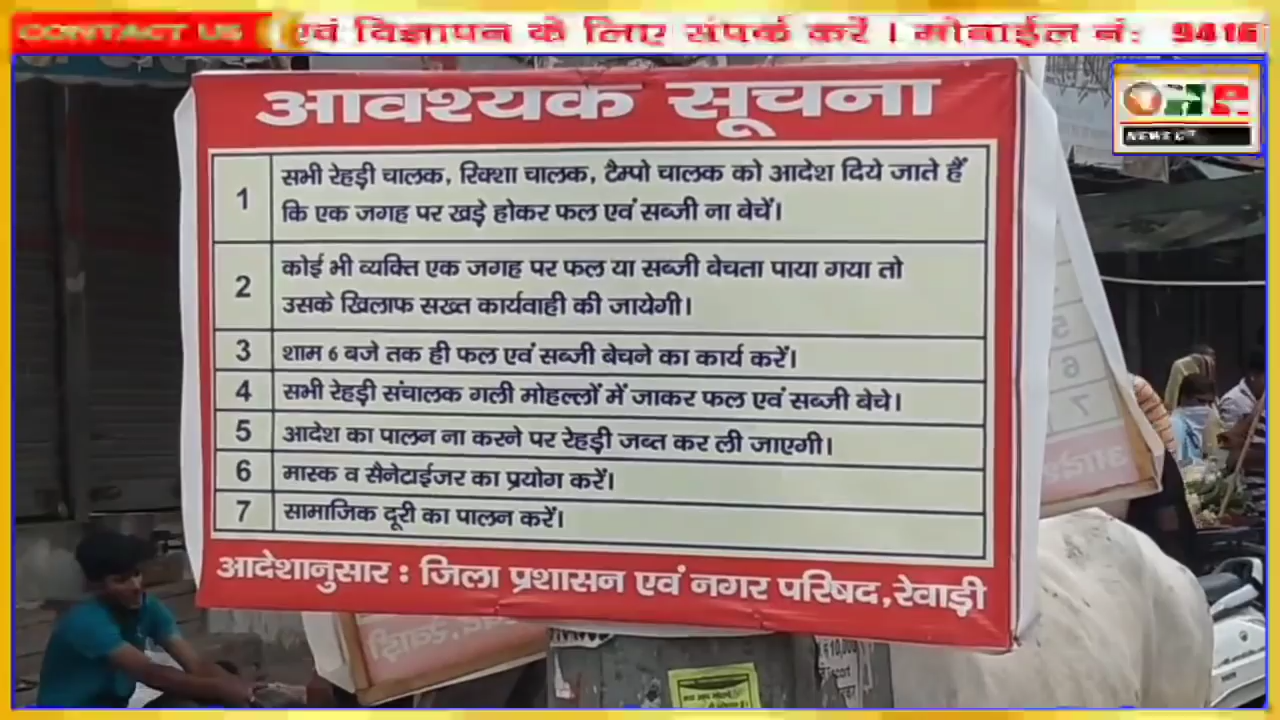 CONTACT US एवं विज्ञापन के लिए संपर्क करें । मोबाईल नं: 9416
आवश्यक सूचना
1 सभी रेहड़ी चालक, रिक्शा चालक, टैम्पो चालक को आदेश दिये जाते हैं
कि एक जगह पर खड़े होकर फल एवं सब्जी ना बेचें।
2 कोई भी व्यक्ति एक जगह पर फल या सब्जी बेचता पाया गया तो
उसके खिलाफ सख्त कार्यवाही की जायेगी।
3 शाम 6 बजे तक ही फल एवं सब्जी बेचने का कार्य करें।
4 सभी रेहड़ी संचालक गली मोहल्लों में जाकर फल एवं सब्जी बेचे।
5 आदेश का पालन ना करने पर रेहड़ी जब्त कर ली जाएगी।
6 मास्क व सैनेटाईजर का प्रयोग करें।
7 सामाजिक दूरी का पालन करें।
आदेशानुसार : जिला प्रशासन एवं नगर परिषद,रेवाड़ी